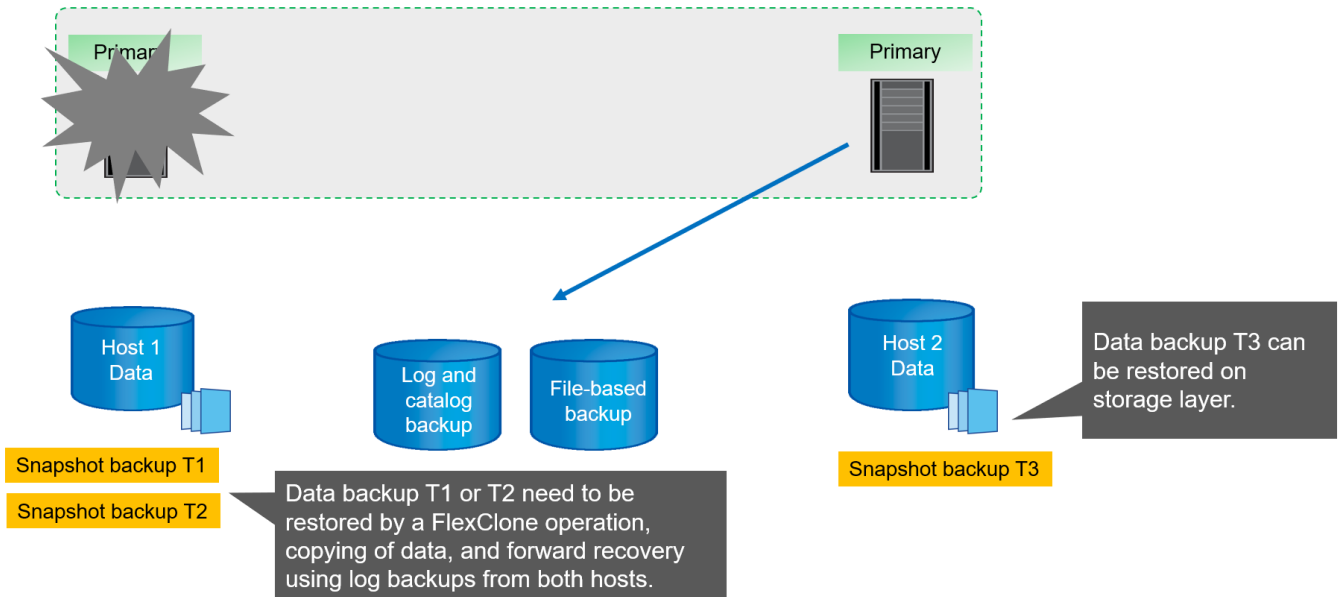 Primary
Primary
Host 1
Data
Log and
catalog
backup
File-based
backup
Host 2
Data
Data backup T3 can
be restored on
storage layer.
Snapshot backup T1
Snapshot backup T2
Snapshot backup T3
Data backup T1 or T2 need to be
restored by a FlexClone operation,
copying of data, and forward recovery
using log backups from both hosts.